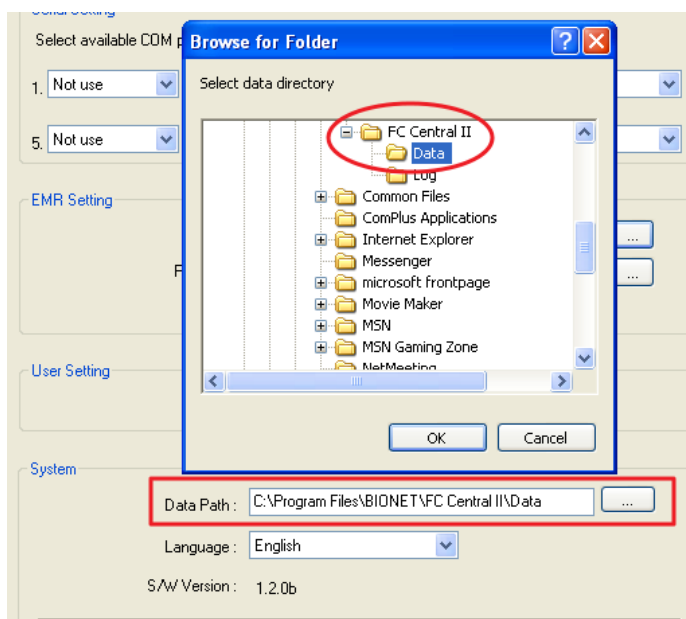 Serial Setting
Select available COM p
Browse for Folder
Select data directory
1. Not use
5. Not use
FC Central II
Data
Log
Common Files
ComPlus Applications
Internet Explorer
Messenger
microsoft frontpage
Movie Maker
MSN
MSN Gaming Zone
NetMeeting
EMR Setting
...
F
...
User Setting
OK
Cancel
System
Data Path : C:\Program Files\BIONET\FC Central II\Data ...
Language : English
S/W Version : 1.2.0b